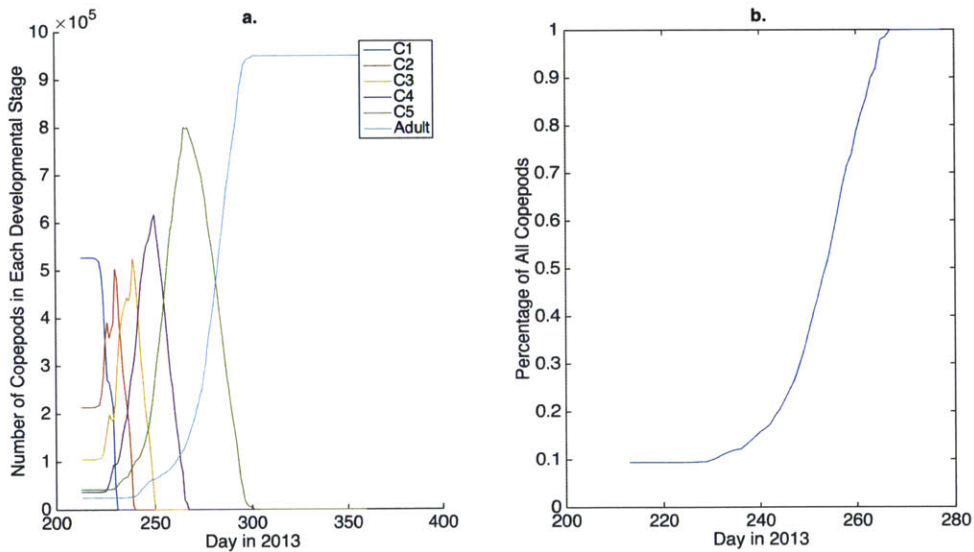 a.
× 10⁵
10
9
8
7
6
5
4
3
2
1
0
Number of Copepods in Each Developmental Stage
C1
C2
C3
C4
C5
Adult
200
250
300
350
400
Day in 2013
b.
1
0.9
0.8
0.7
0.6
0.5
0.4
0.3
0.2
0.1
0
Percentage of All Copepods
200
220
240
260
280
Day in 2013